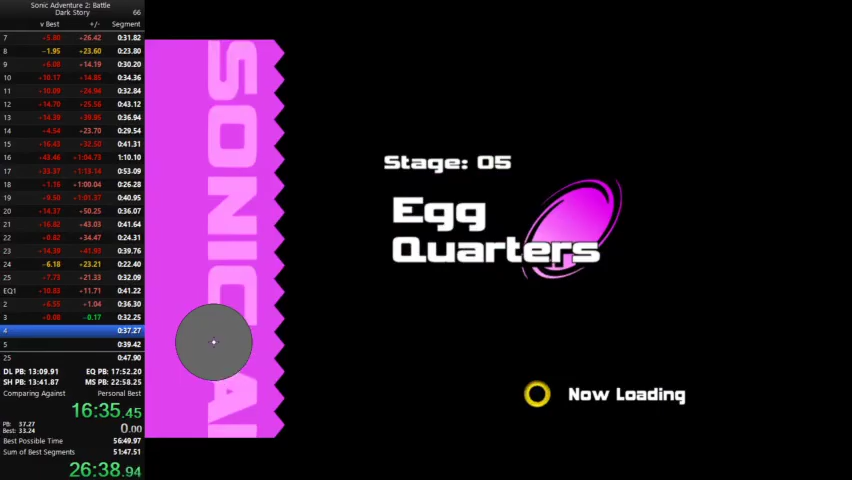 Sonic Adventure 2: Battle
Dark Story 66
v Best +/- Segment
7 +5.80 +26.42 0:31.82
8 -1.95 +23.60 0:23.80
9 +6.08 +14.19 0:30.20
10 +10.17 +14.85 0:34.36
11 +10.09 +24.94 0:32.84
12 +14.70 +25.56 0:43.12
13 +14.39 +39.95 0:36.94
14 +4.54 +23.70 0:29.54
15 +16.43 +32.50 0:41.31
16 +43.46 +1:04.73 1:10.10
17 +33.37 +1:13.14 0:53.09
18 +1.16 +1:00.04 0:26.28
19 +9.50 +1:01.37 0:40.95
20 +14.37 +50.25 0:36.07
21 +16.82 +43.03 0:41.64
22 +0.82 +34.47 0:24.31
23 +14.39 +41.93 0:39.76
24 -6.18 +23.21 0:22.40
25 +7.73 +21.33 0:32.09
EQ1 +10.83 +11.71 0:41.22
2 +6.55 +1.04 0:36.30
3 +0.08 -0.17 0:32.25
4 0:37.27
5 0:39.42
25 0:47.90
DL PB: 13:09.91 EQ PB: 17:52.20
SH PB: 13:41.87 MS PB: 22:58.25
Comparing Against Personal Best
16:35.45
PB: 37.27
Best: 33.24 0.00
Best Possible Time 56:49.97
Sum of Best Segments 51:47.51
26:38.94
SONIC
Stage: 05
Egg
Quarters
Now Loading